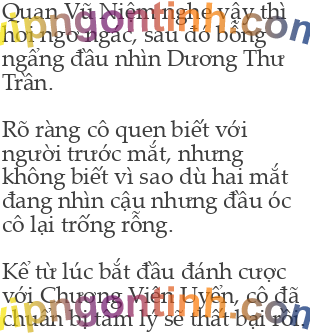 Quan Vũ Niệm nghe vậy thì
hơi ngơ ngác, sau đó bỗng
ngẩng đầu nhìn Dương Thư
Trần.
Rõ ràng cô quen biết với
người trước mắt, nhưng
không biết vì sao dù hai mắt
đang nhìn cậu nhưng đầu óc
cô lại trống rỗng.
Kể từ lúc bắt đầu đánh cược
với Chương Viện Uyển, cô đã
chuẩn bị tâm lý sẽ thất bại rồi,
vipngontinh.com
vipngontinh.com